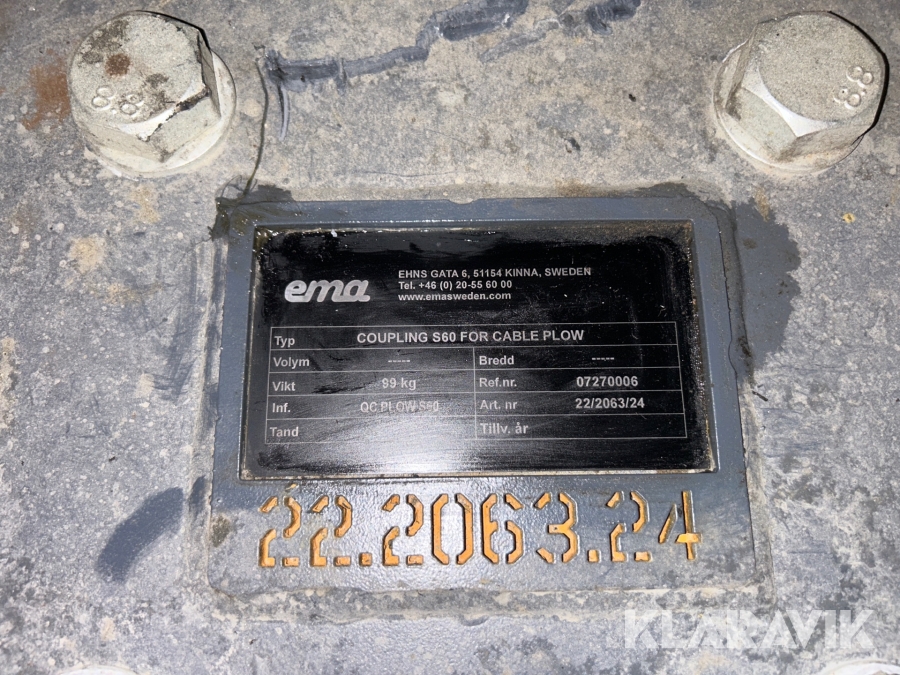 8.8
8.8
ema
EHNS GATA 6, 51154 KINNA, SWEDEN
Tel. +46 (0) 20-55 60 00
www.emasweden.com
Typ COUPLING S60 FOR CABLE PLOW
Volym -----  Bredd -----
Vikt 99 kg Ref.nr. 07270006
Inf. QC PLOW S60 Art. nr 22/2063/24
Tand Tillv. år
22.2063.24
KLARAVIK